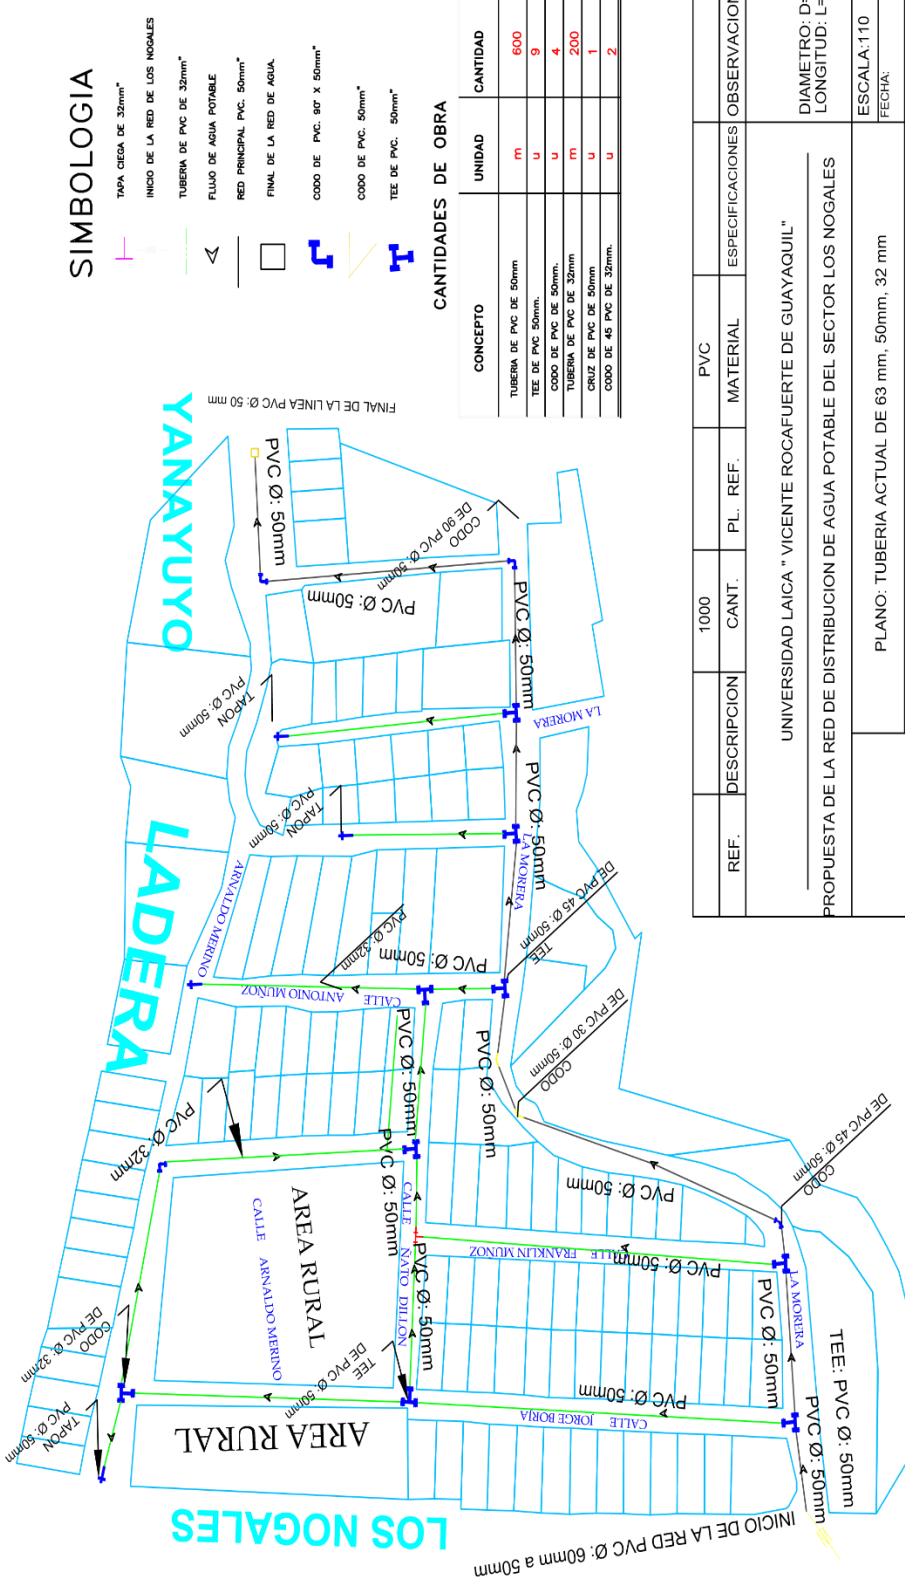 SIMBOLOGIA
TAPA CIEGA DE 32mm"
INICIO DE LA RED DE LOS NOGALES
TUBERIA DE PVC DE 32mm"
FLUJO DE AGUA POTABLE
RED PRINCIPAL PVC. 50mm"
FINAL DE LA RED DE AGUA.
CODO DE PVC. 90° X 50mm"
CODO DE PVC. 50mm"
TEE DE PVC. 50mm"
CANTIDADES DE OBRA
CONCEPTO UNIDAD CANTIDAD
TUBERIA DE PVC DE 50mm m 600
TEE DE PVC 50mm. u 9
CODO DE PVC DE 50mm. u 4
TUBERIA DE PVC DE 32mm m 200
CRUZ DE PVC DE 50mm u 1
CODO DE 45 PVC DE 32mm. u 2
1000 PVC
REF. DESCRIPCION CANT. PL. REF. MATERIAL ESPECIFICACIONES OBSERVACION
UNIVERSIDAD LAICA " VICENTE ROCAFUERTE DE GUAYAQUIL"
PROPUESTA DE LA RED DE DISTRIBUCION DE AGUA POTABLE DEL SECTOR LOS NOGALES
DIAMETRO: D=
LONGITUD: L=
PLANO: TUBERIA ACTUAL DE 63 mm, 50mm, 32 mm
ESCALA:110
FECHA:
YANAYUYO
LADERA
LOS NOGALES
FINAL DE LA LINEA PVC Ø: 50 mm
PVC Ø: 50mm
PVC Ø: 50mm
CODO
DE 90 PVC Ø: 50mm
PVC Ø: 50mm
TAPON
PVC Ø: 50mm
LA MORERA
PVC Ø: 50mm
TAPON
PVC Ø: 50mm
LA MORERA
ARNALDO MERINO
PVC Ø: 32mm
PVC Ø: 50mm
TEE
DE PVC 45 Ø: 50mm
CALLE ANTONIO MUÑOZ
PVC Ø: 50mm
PVC Ø: 50mm
CODO
DE PVC 30 Ø: 50mm
PVC Ø: 32mm
PVC Ø: 50mm
AREA RURAL
CALLE ARNALDO MERINO
CALLE ÑATO DILLON
PVC Ø: 50mm
PVC Ø: 50mm
CODO
DE PVC 45 Ø: 50mm
CALLE FRANKLIN MUÑOZ
PVC Ø: 50mm
LA MORERA
PVC Ø: 50mm
CODO
DE PVC Ø: 32mm
TAPON
PVC Ø: 50mm
TEE
DE PVC Ø: 50mm
AREA RURAL
CALLE JORGE BORJA
PVC Ø: 50mm
TEE: PVC Ø: 50mm
PVC Ø: 50mm
INICIO DE LA RED PVC Ø: 60mm a 50mm